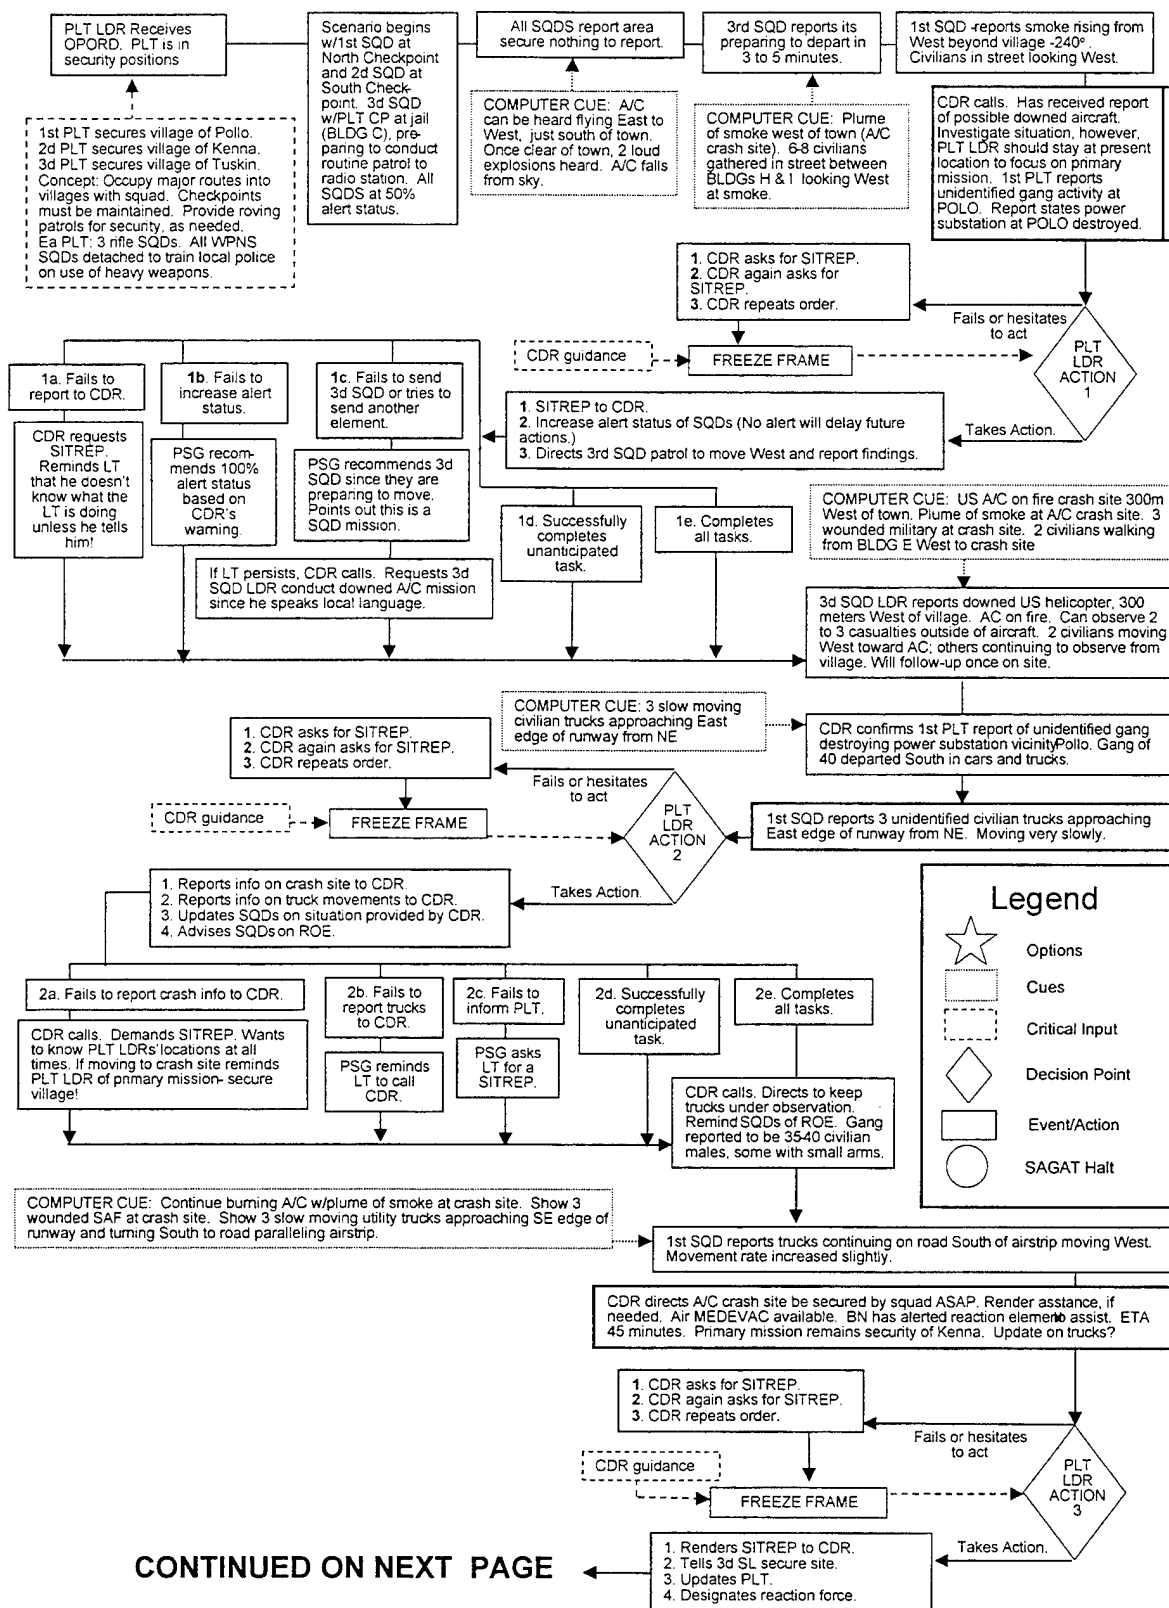 PLT LDR Receives
OPORD. PLT is in
security positions
Scenario begins
w/1st SQD at
North Checkpoint
and 2d SQD at
South Check-
point. 3d SQD
w/PLT CP at jail
(BLDG C), pre-
paring to conduct
routine patrol to
radio station. All
SQDS at 50%
alert status.
All SQDS report area
secure nothing to report.
3rd SQD reports its
preparing to depart in
3 to 5 minutes.
1st SQD -reports smoke rising from
West beyond village -240°.
Civilians in street looking West.
1st PLT secures village of Pollo.
2d PLT secures village of Kenna.
3d PLT secures village of Tuskin.
Concept: Occupy major routes into
villages with squad. Checkpoints
must be maintained. Provide roving
patrols for security, as needed.
Ea PLT: 3 rifle SQDs. All WPNS
SQDs detached to train local police
on use of heavy weapons.
COMPUTER CUE: A/C
can be heard flying East to
West, just south of town.
Once clear of town, 2 loud
explosions heard. A/C falls
from sky.
COMPUTER CUE: Plume
of smoke west of town (A/C
crash site). 6-8 civilians
gathered in street between
BLDGs H & I looking West
at smoke.
CDR calls. Has received report
of possible downed aircraft.
Investigate situation, however,
PLT LDR should stay at present
location to focus on primary
mission. 1st PLT reports
unidentified gang activity at
POLO. Report states power
substation at POLO destroyed.
1. CDR asks for SITREP.
2. CDR again asks for
SITREP.
3. CDR repeats order.
Fails or hesitates
to act
PLT
LDR
ACTION
1
CDR guidance
FREEZE FRAME
Takes Action.
1. SITREP to CDR.
2. Increase alert status of SQDs (No alert will delay future
actions.)
3. Directs 3rd SQD patrol to move West and report findings.
1a. Fails to
report to CDR.
1b. Fails to
increase alert
status.
1c. Fails to send
3d SQD or tries to
send another
element.
CDR requests
SITREP.
Reminds LT
that he doesn't
know what the
LT is doing
unless he tells
him!
PSG recom-
mends 100%
alert status
based on
CDR's
warning.
PSG recommends 3d
SQD since they are
preparing to move.
Points out this is a
SQD mission.
1d. Successfully
completes
unanticipated
task.
1e. Completes
all tasks.
If LT persists, CDR calls. Requests 3d
SQD LDR conduct downed A/C mission
since he speaks local language.
COMPUTER CUE: US A/C on fire crash site 300m
West of town. Plume of smoke at A/C crash site. 3
wounded military at crash site. 2 civilians walking
from BLDG E West to crash site
3d SQD LDR reports downed US helicopter, 300
meters West of village. AC on fire. Can observe 2
to 3 casualties outside of aircraft. 2 civilians moving
West toward AC; others continuing to observe from
village. Will follow-up once on site.
COMPUTER CUE: 3 slow moving
civilian trucks approaching East
edge of runway from NE
CDR confirms 1st PLT report of unidentified gang
destroying power substation vicinity Pollo. Gang of
40 departed South in cars and trucks.
1. CDR asks for SITREP.
2. CDR again asks for SITREP.
3. CDR repeats order.
Fails or hesitates
to act
PLT
LDR
ACTION
2
CDR guidance
FREEZE FRAME
1st SQD reports 3 unidentified civilian trucks approaching
East edge of runway from NE. Moving very slowly.
Takes Action.
1. Reports info on crash site to CDR.
2. Reports info on truck movements to CDR.
3. Updates SQDs on situation provided by CDR.
4. Advises SQDs on ROE.
2a. Fails to report crash info to CDR.
2b. Fails to
report trucks
to CDR.
2c. Fails to
inform PLT.
2d. Successfully
completes
unanticipated
task.
2e. Completes
all tasks.
CDR calls. Demands SITREP. Wants
to know PLT LDRs' locations at all
times. If moving to crash site reminds
PLT LDR of primary mission- secure
village!
PSG reminds
LT to call
CDR.
PSG asks
LT for a
SITREP.
CDR calls. Directs to keep
trucks under observation.
Remind SQDs of ROE. Gang
reported to be 35-40 civilian
males, some with small arms.
Legend
Options
Cues
Critical Input
Decision Point
Event/Action
SAGAT Halt
COMPUTER CUE: Continue burning A/C w/plume of smoke at crash site. Show 3
wounded SAF at crash site. Show 3 slow moving utility trucks approaching SE edge of
runway and turning South to road paralleling airstrip.
1st SQD reports trucks continuing on road South of airstrip moving West.
Movement rate increased slightly.
CDR directs A/C crash site be secured by squad ASAP. Render asstance, if
needed. Air MEDEVAC available. BN has alerted reaction element to assist. ETA
45 minutes. Primary mission remains security of Kenna. Update on trucks?
1. CDR asks for SITREP.
2. CDR again asks for SITREP.
3. CDR repeats order.
Fails or hesitates
to act
PLT
LDR
ACTION
3
CDR guidance
FREEZE FRAME
Takes Action.
1. Renders SITREP to CDR.
2. Tells 3d SL secure site.
3. Updates PLT.
4. Designates reaction force.
CONTINUED ON NEXT PAGE